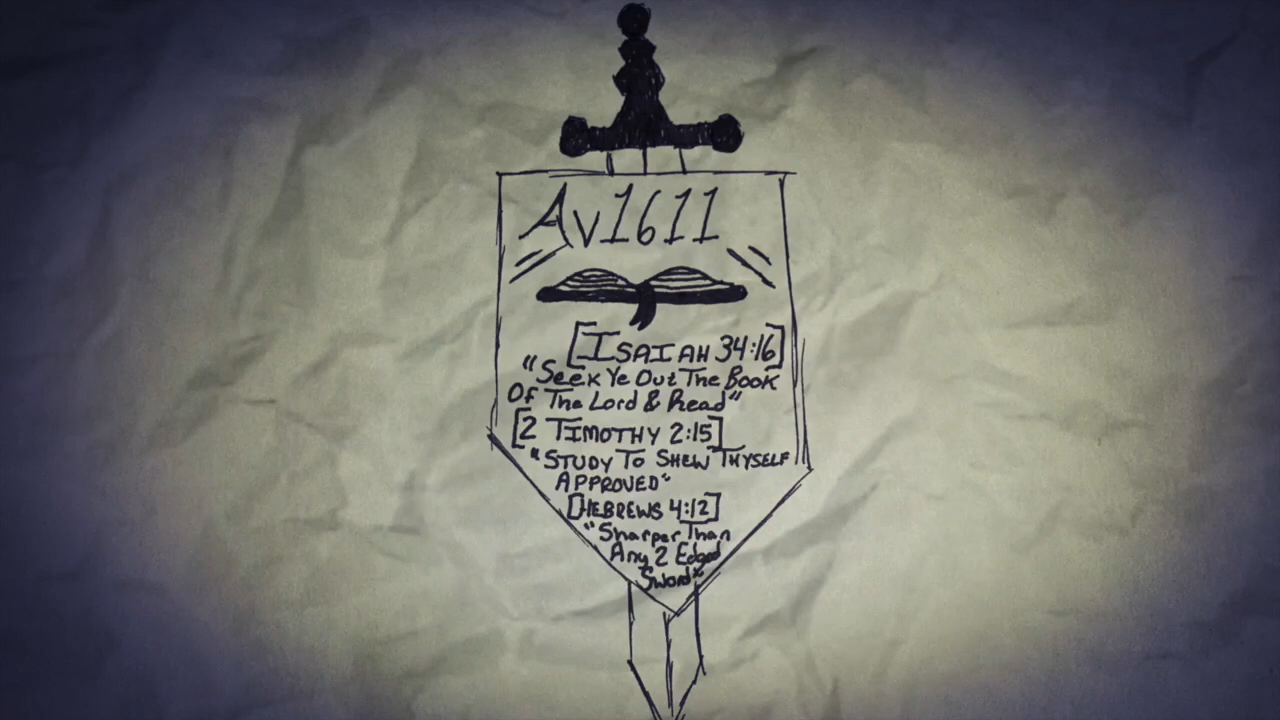 Av1611
[ISAIAH 34:16]
"Seek Ye Out The Book
Of The Lord & Read"
[2 TIMOTHY 2:15]
"STUDY TO SHEW THYSELF
APPROVED"
[HEBREWS 4:12]
"Sharper Than
Any 2 Edged
Sword"